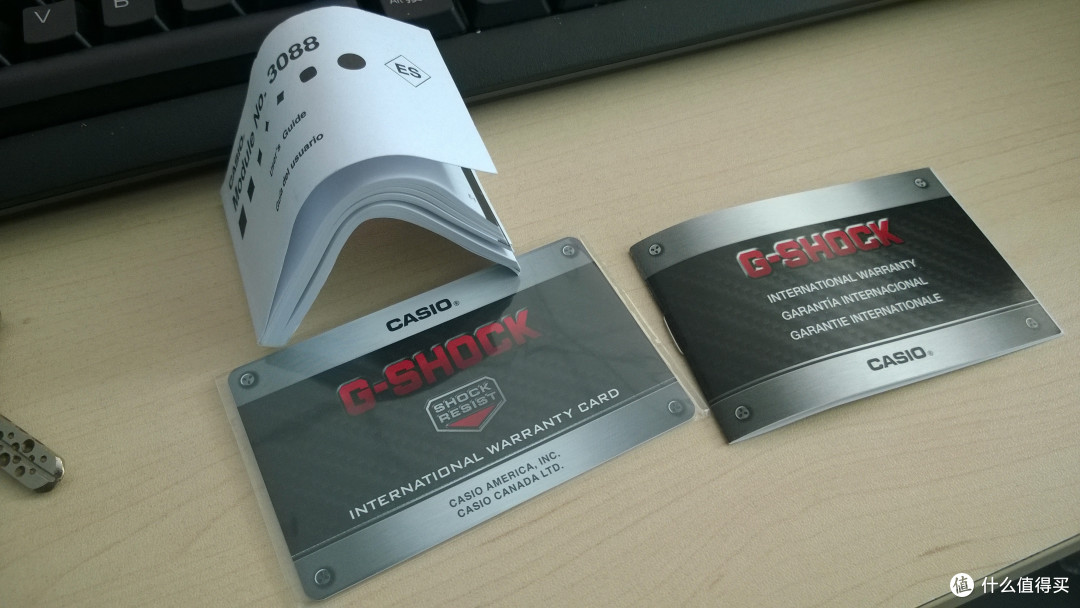 V
B
CASIO.
Module No. 3088
ES
User's Guide
Guía del usuario
CASIO®
G-SHOCK
SHOCK
RESIST
INTERNATIONAL WARRANTY CARD
CASIO AMERICA, INC.
CASIO CANADA LTD.
G-SHOCK
INTERNATIONAL WARRANTY
GARANTÍA INTERNACIONAL
GARANTIE INTERNATIONALE
CASIO®
值 什么值得买